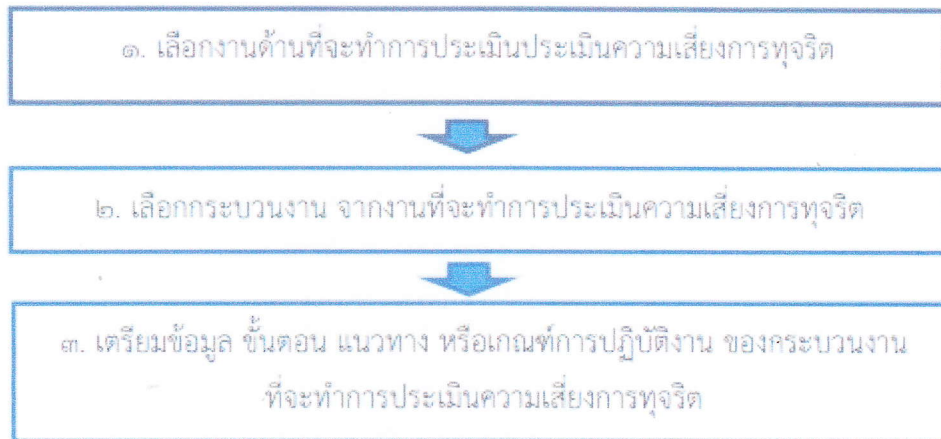 ๑. เลือกงานด้านที่จะทำการประเมินประเมินความเสี่ยงการทุจริต
๒. เลือกกระบวนงาน จากงานที่จะทำการประเมินความเสี่ยงการทุจริต
๓. เตรียมข้อมูล ขั้นตอน แนวทาง หรือเกณฑ์การปฏิบัติงาน ของกระบวนงาน
ที่จะทำการประเมินความเสี่ยงการทุจริต